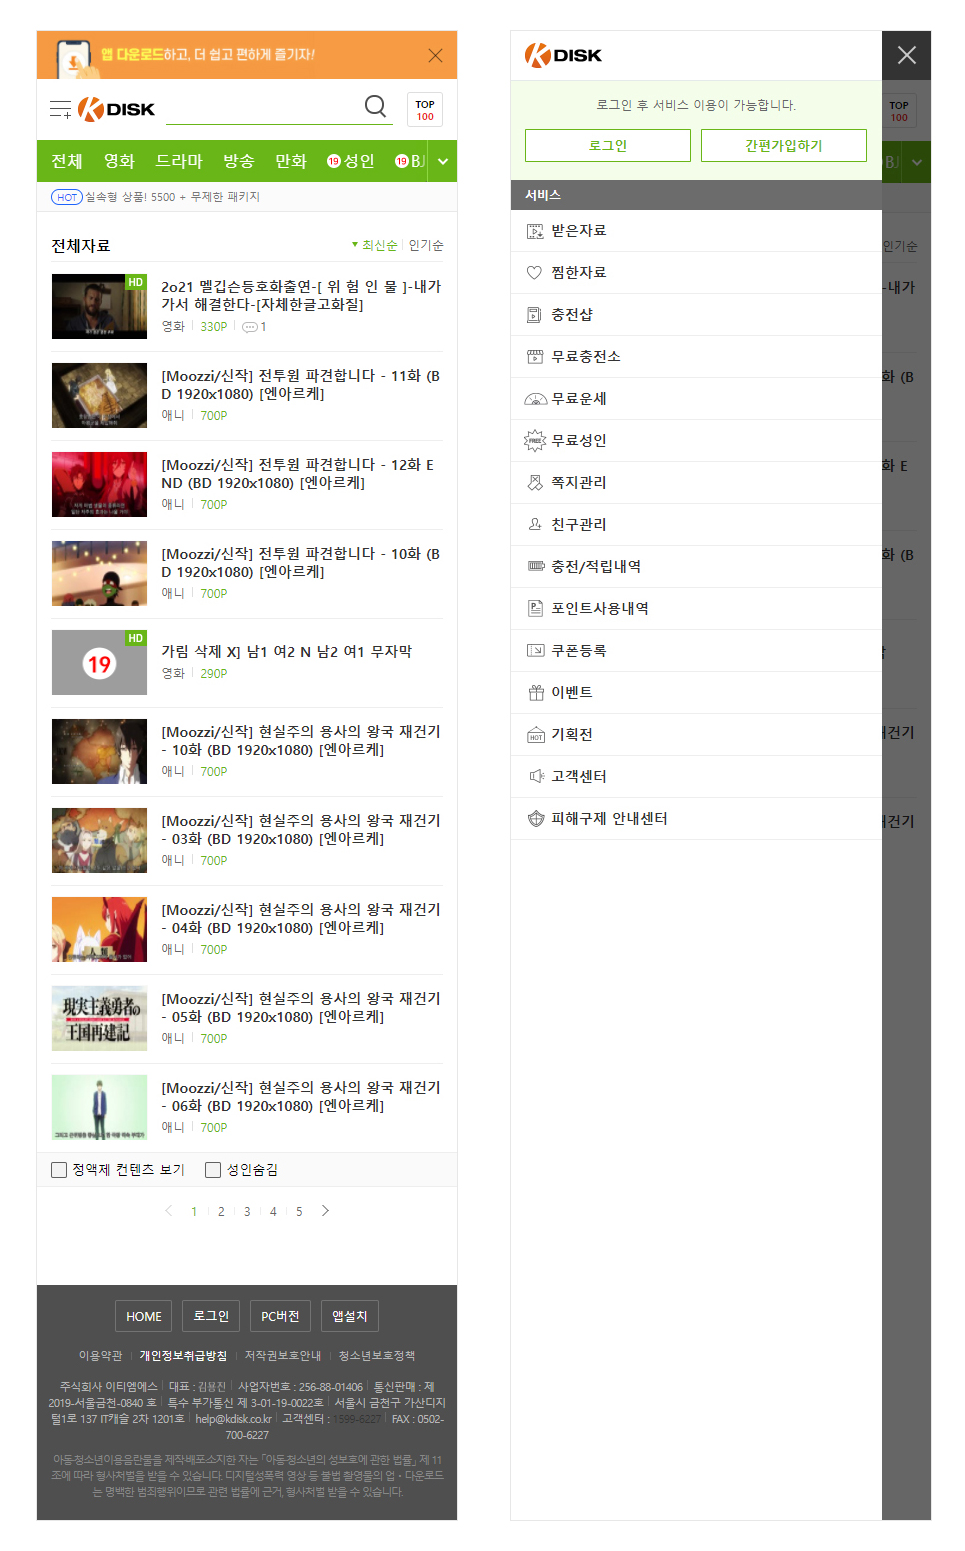 앱 다운로드하고, 더 쉽고 편하게 즐기자!
KDISK
TOP
100
전체 영화 드라마 방송 만화 19 성인 19 BJ
HOT 실속형 상품! 5500 + 무제한 패키지
전체자료
최신순 인기순
HD
2o21 멜깁슨등호화출연-[ 위 험 인 물 ]-내가
가서 해결한다-[자체한글고화질]
영화 330P 1
[Moozzi/신작] 전투원 파견합니다 - 11화 (B
D 1920x1080) [엔아르케]
애니 700P
[Moozzi/신작] 전투원 파견합니다 - 12화 E
ND (BD 1920x1080) [엔아르케]
애니 700P
[Moozzi/신작] 전투원 파견합니다 - 10화 (B
D 1920x1080) [엔아르케]
애니 700P
HD
19
가림 삭제 X] 남1 여2 N 남2 여1 무자막
영화 290P
[Moozzi/신작] 현실주의 용사의 왕국 재건기
- 10화 (BD 1920x1080) [엔아르케]
애니 700P
[Moozzi/신작] 현실주의 용사의 왕국 재건기
- 03화 (BD 1920x1080) [엔아르케]
애니 700P
[Moozzi/신작] 현실주의 용사의 왕국 재건기
- 04화 (BD 1920x1080) [엔아르케]
애니 700P
現実主義勇者の
王国再建記
[Moozzi/신작] 현실주의 용사의 왕국 재건기
- 05화 (BD 1920x1080) [엔아르케]
애니 700P
[Moozzi/신작] 현실주의 용사의 왕국 재건기
- 06화 (BD 1920x1080) [엔아르케]
애니 700P
정액제 컨텐츠 보기 성인숨김
1 2 3 4 5
HOME 로그인 PC버전 앱설치
이용약관 개인정보취급방침 저작권보호안내 청소년보호정책
주식회사 이티엠에스 대표 : 김용진 사업자번호 : 256-88-01406 통신판매 : 제
2019-서울금천-0840 호 특수 부가통신 제 3-01-19-0022호 서울시 금천구 가산디지
털1로 137 IT캐슬 2차 1201호 help@kdisk.co.kr 고객센터 : 1599-6227 FAX : 0502-
700-6227
아동청소년이용음란물을 제작·배포·소지한 자는 「아동·청소년의 성보호에 관한 법률」 제 11
조에 따라 형사처벌을 받을 수 있습니다. 디지털성폭력 영상 등 불법 촬영물의 업・다운로드
는 명백한 범죄행위이므로 관련 법률에 근거, 형사처벌 받을 수 있습니다.
KDISK
로그인 후 서비스 이용이 가능합니다.
로그인 간편가입하기
서비스
받은자료
찜한자료
충전샵
무료충전소
무료운세
FREE 무료성인
쪽지관리
친구관리
충전/적립내역
포인트사용내역
쿠폰등록
이벤트
HOT 기획전
고객센터
피해구제 안내센터
TOP
100
BJ
인기순
-내가
화 (B
화 E
화 (B
재건기
재건기